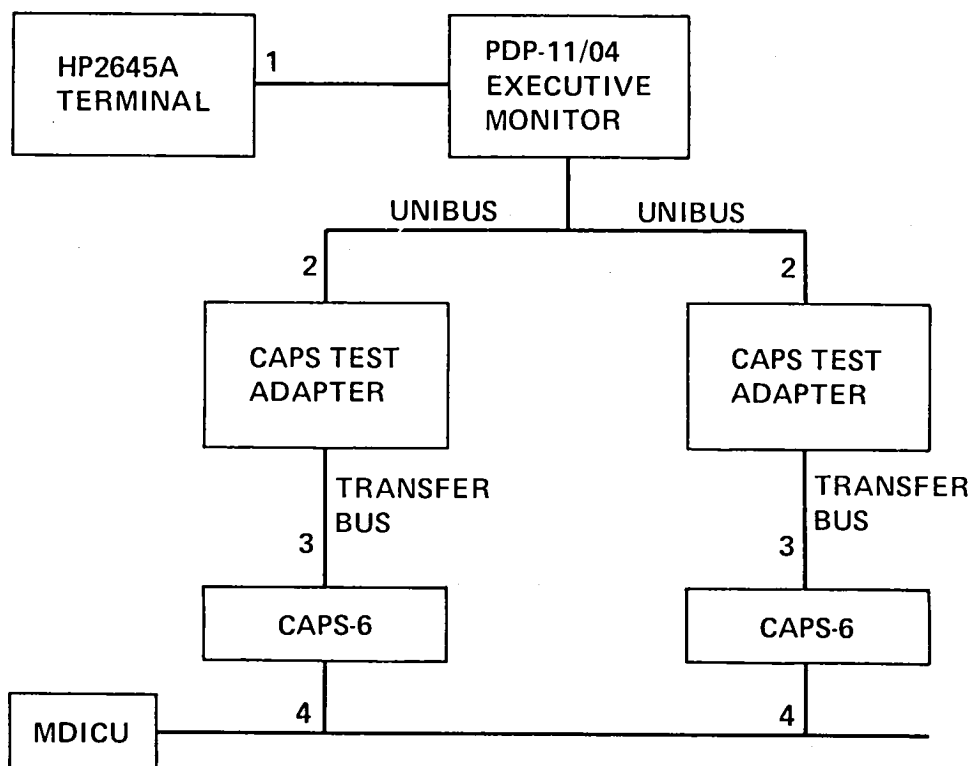 HP2645A
TERMINAL
1
PDP-11/04
EXECUTIVE
MONITOR
UNIBUS
UNIBUS
2
2
CAPS TEST
ADAPTER
CAPS TEST
ADAPTER
TRANSFER
BUS
TRANSFER
BUS
3
3
CAPS-6
CAPS-6
4
4
MDICU